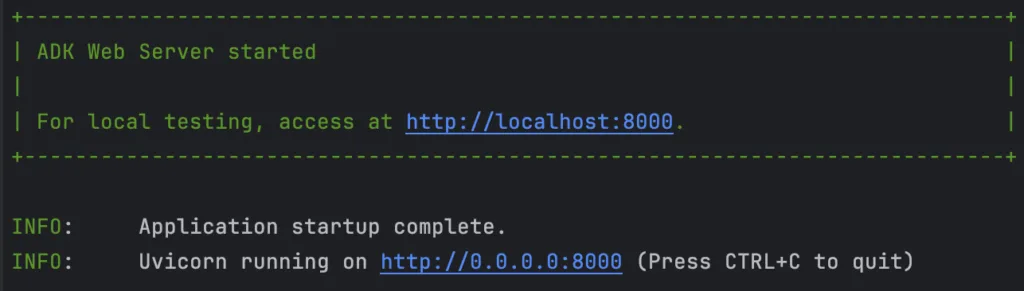 +-----------------------------------------------------------------------------+
| ADK Web Server started                                                      |
|                                                                             |
| For local testing, access at http://localhost:8000.                         |
+-----------------------------------------------------------------------------+
INFO:     Application startup complete.
INFO:     Uvicorn running on http://0.0.0.0:8000 (Press CTRL+C to quit)